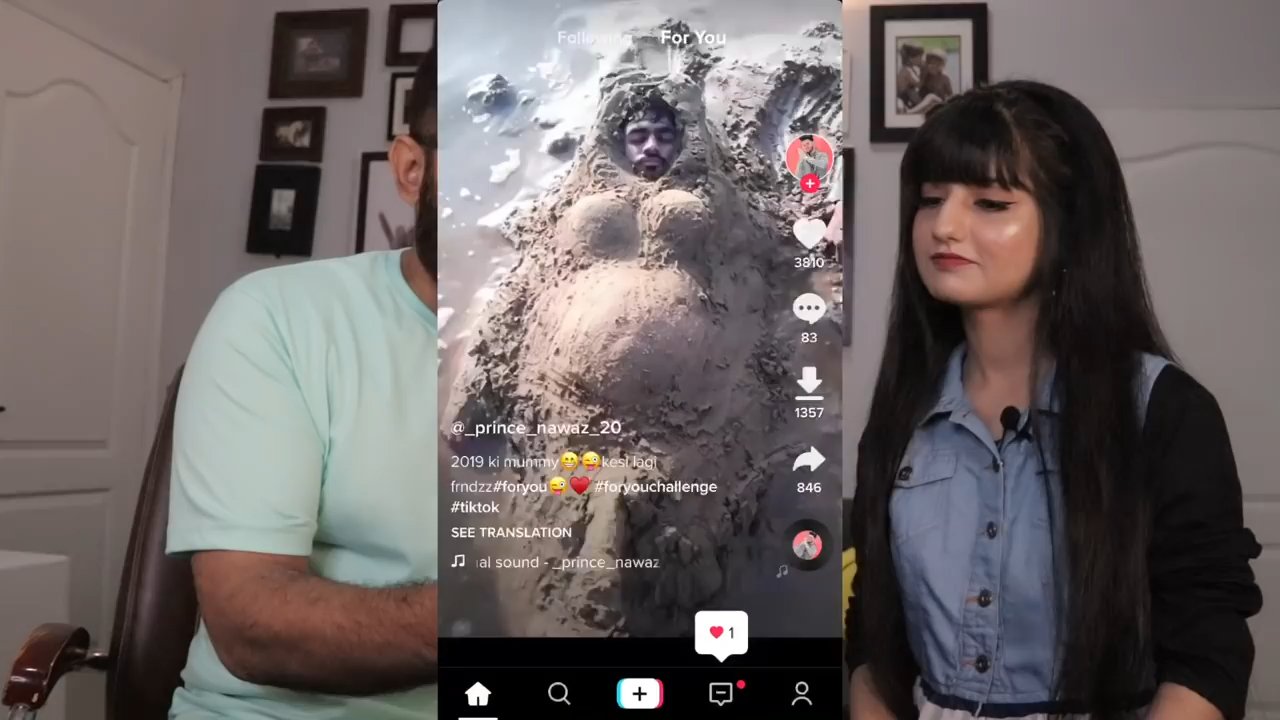 Following For You
3810
83
1357
846
@_prince_nawaz_20
2019 ki mummy😁😜kesi lagi
frndzz#foryou😜❤️ #foryouchallenge
#tiktok
SEE TRANSLATION
al sound - _prince_nawaz
1